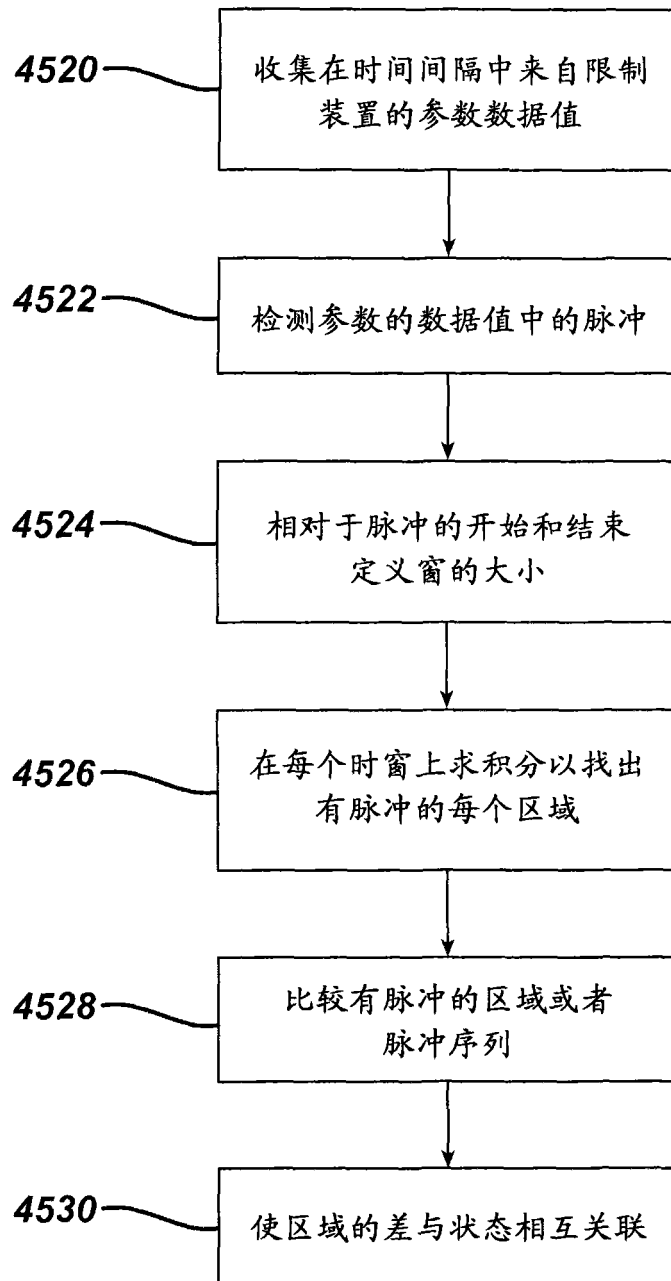 4520
收集在时间间隔中来自限制
装置的参数数据值
4522
检测参数的数据值中的脉冲
4524
相对于脉冲的开始和结束
定义窗的大小
4526
在每个时窗上求积分以找出
有脉冲的每个区域
4528
比较有脉冲的区域或者
脉冲序列
4530
使区域的差与状态相互关联